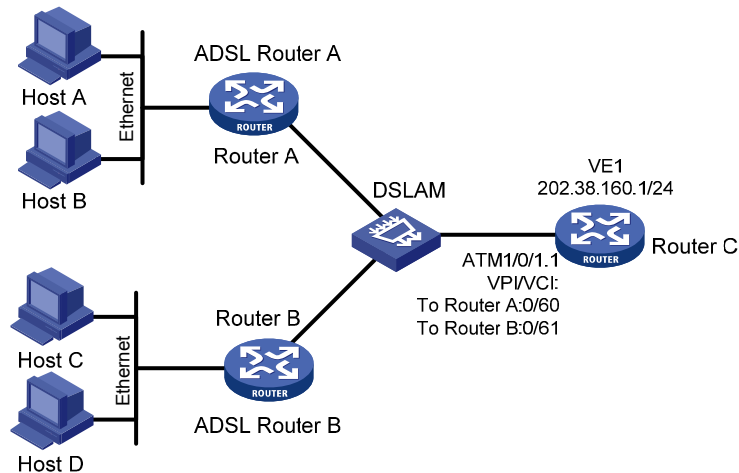 ADSL Router A
Host A
Ethernet
ROUTER
Router A
Host B
DSLAM
VE1
202.38.160.1/24
ROUTER
Router C
ATM1/0/1.1
VPI/VCI:
To Router A:0/60
To Router B:0/61
Router B
Host C
Ethernet
ROUTER
ADSL Router B
Host D